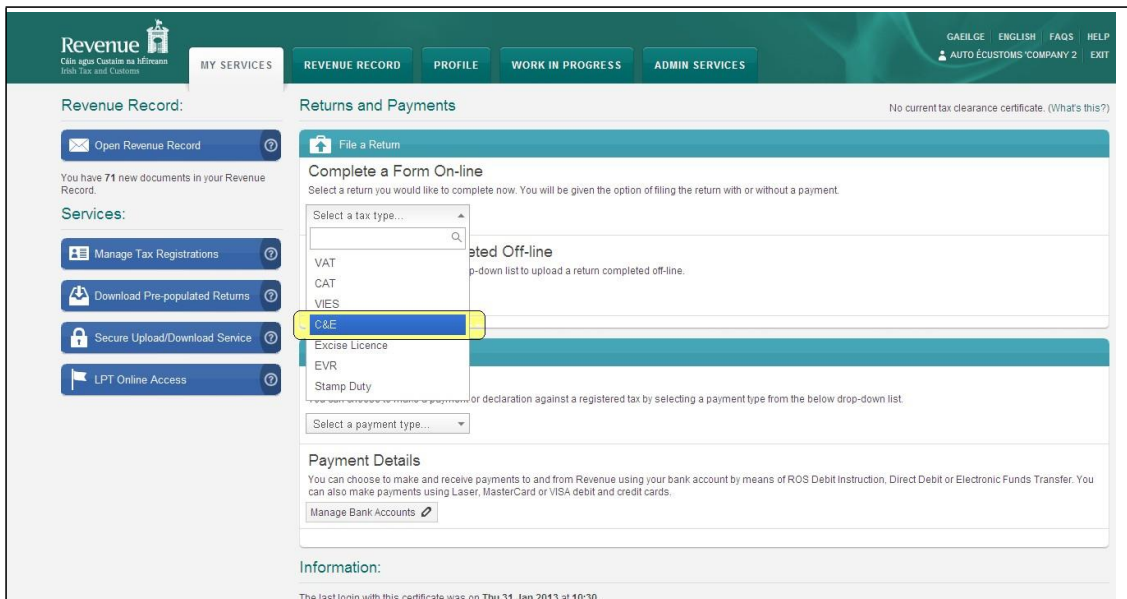 Revenue
Cáin agus Custaim na hÉireann
Irish Tax and Customs
MY SERVICES
REVENUE RECORD
PROFILE
WORK IN PROGRESS
ADMIN SERVICES
GAEILGE ENGLISH FAQS HELP
AUTO ÉCUSTOMS 'COMPANY 2 EXIT
Revenue Record:
Open Revenue Record ?
You have 71 new documents in your Revenue
Record.
Services:
Manage Tax Registrations ?
Download Pre-populated Returns ?
Secure Upload/Download Service ?
LPT Online Access ?
Returns and Payments
No current tax clearance certificate. (What's this?)
File a Return
Complete a Form On-line
Select a return you would like to complete now. You will be given the option of filing the return with or without a payment.
Select a tax type...
eted Off-line
p-down list to upload a return completed off-line.
VAT
CAT
VIES
C&E
Excise Licence
EVR
Stamp Duty
or declaration against a registered tax by selecting a payment type from the below drop-down list.
Select a payment type...
Payment Details
You can choose to make and receive payments to and from Revenue using your bank account by means of ROS Debit Instruction, Direct Debit or Electronic Funds Transfer. You
can also make payments using Laser, MasterCard or VISA debit and credit cards.
Manage Bank Accounts
Information:
The last login with this certificate was on Thu 31 Jan 2013 at 10:30